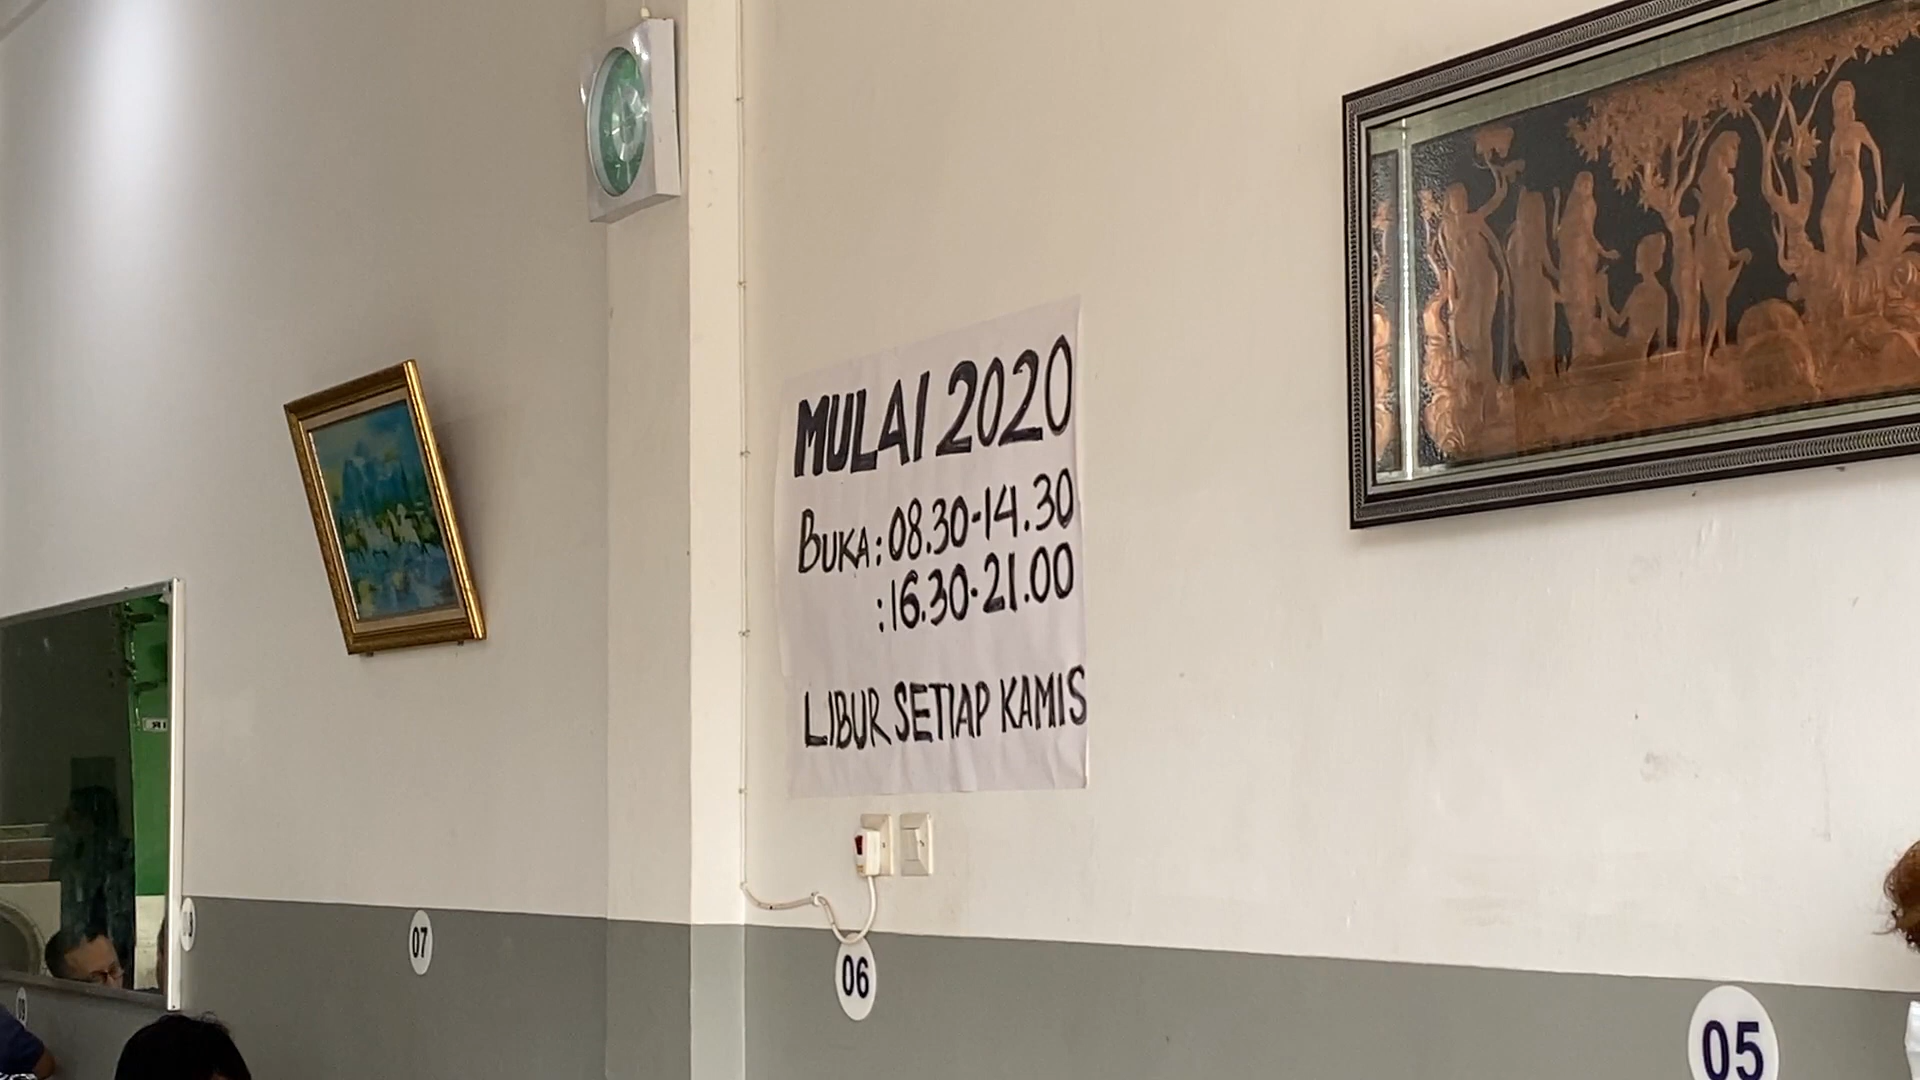 MULAI 2020
BUKA : 08.30-14.30
: 16.30-21.00
LIBUR SETIAP KAMIS
07
06
05